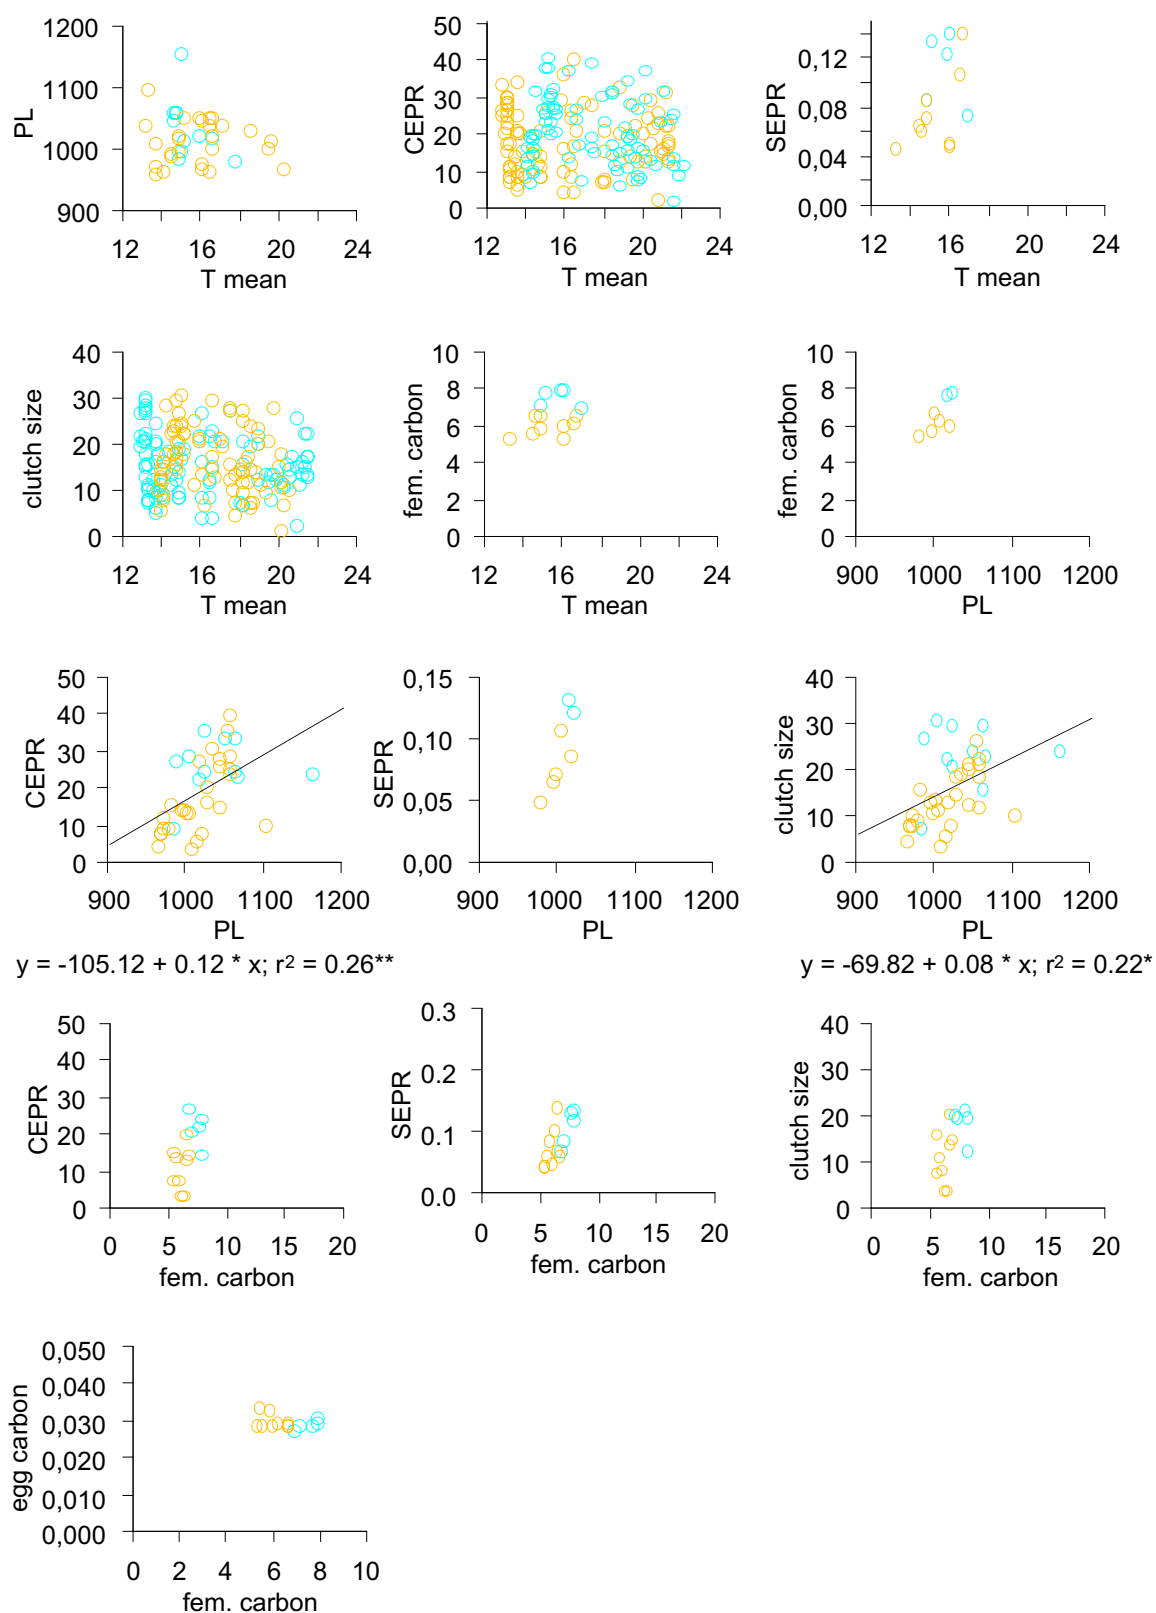 1200
1100
1000
900
PL
12 16 20 24
T mean
50
40
30
20
10
0
CEPR
12 16 20 24
T mean
0,12
0,08
0,04
0,00
SEPR
12 16 20 24
T mean
40
30
20
10
0
clutch size
12 16 20 24
T mean
10
8
6
4
2
0
fem. carbon
12 16 20 24
T mean
10
8
6
4
2
0
fem. carbon
900 1000 1100 1200
PL
50
40
30
20
10
0
CEPR
900 1000 1100 1200
PL
y = -105.12 + 0.12 * x; r² = 0.26**
0,15
0,10
0,05
0,00
SEPR
900 1000 1100 1200
PL
40
30
20
10
0
clutch size
900 1000 1100 1200
PL
y = -69.82 + 0.08 * x; r² = 0.22*
50
40
30
20
10
0
CEPR
0 5 10 15 20
fem. carbon
0.3
0.2
0.1
0.0
SEPR
0 5 10 15 20
fem. carbon
40
30
20
10
0
clutch size
0 5 10 15 20
fem. carbon
0,050
0,040
0,030
0,020
0,010
0,000
egg carbon
0 2 4 6 8 10
fem. carbon